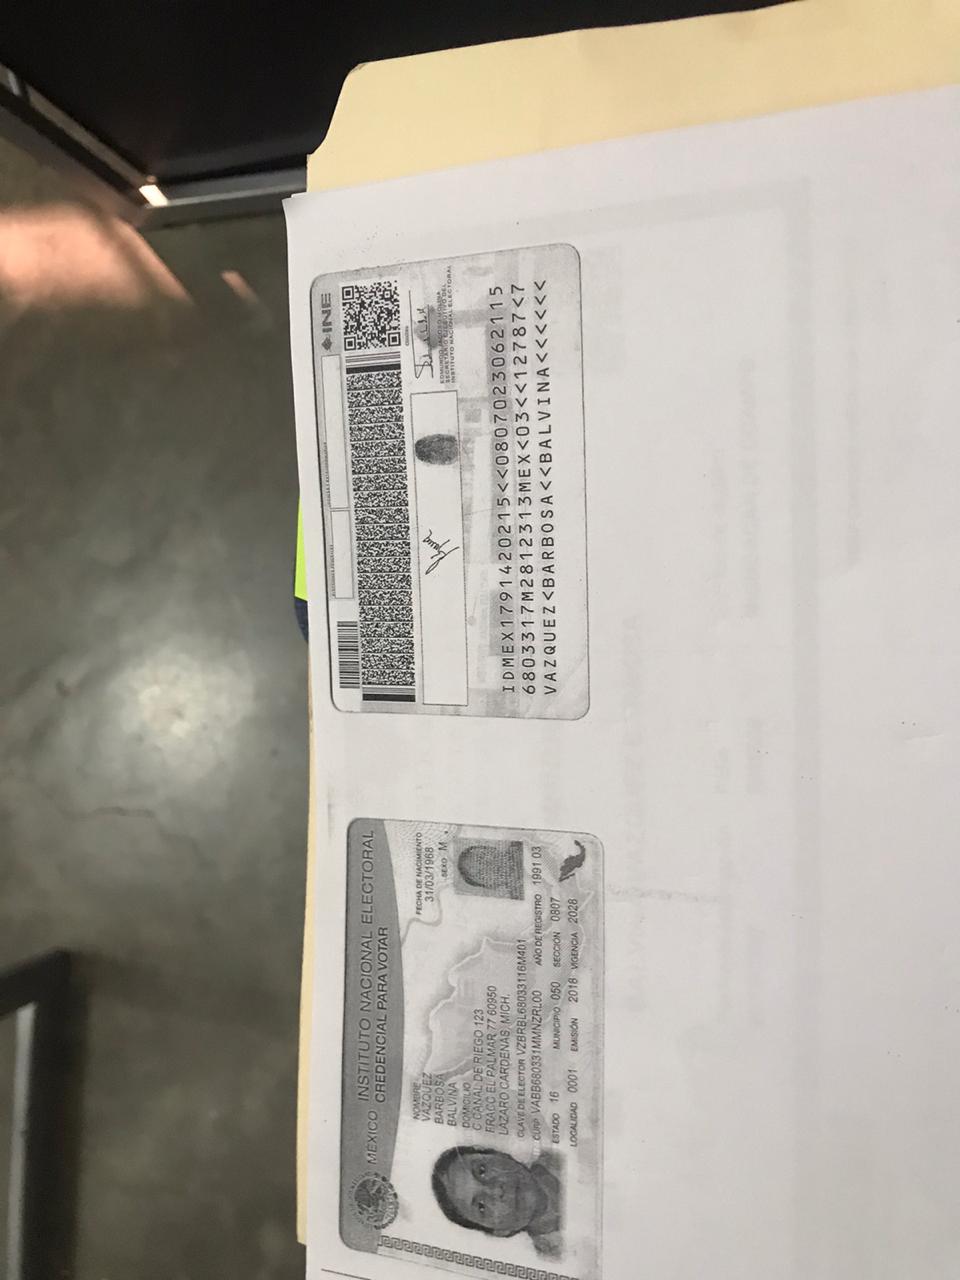 MÉXICO INSTITUTO NACIONAL ELECTORAL
CREDENCIAL PARA VOTAR
NOMBRE
VAZQUEZ
BARBOSA
BALVINA
FECHA DE NACIMIENTO
31/03/1968
SEXO M
DOMICILIO
C CANAL DE RIEGO 123
FRACC EL PALMAR 77 60950
LAZARO CARDENAS, MICH.
CLAVE DE ELECTOR VZBRBL68033116M401
CURP VABB680331MMNZRL00 AÑO DE REGISTRO 1991 03
ESTADO 16 MUNICIPIO 050 SECCIÓN 0807
LOCALIDAD 0001 EMISIÓN 2018 VIGENCIA 2028
INE
EDMUNDO JACOBO MOLINA
SECRETARIO EJECUTIVO DEL
INSTITUTO NACIONAL ELECTORAL
IDMEX1791420215<<0807023062115
6803317M2812313MEX<03<<12787<7
VAZQUEZ<BARBOSA<<BALVINA<<<<<<